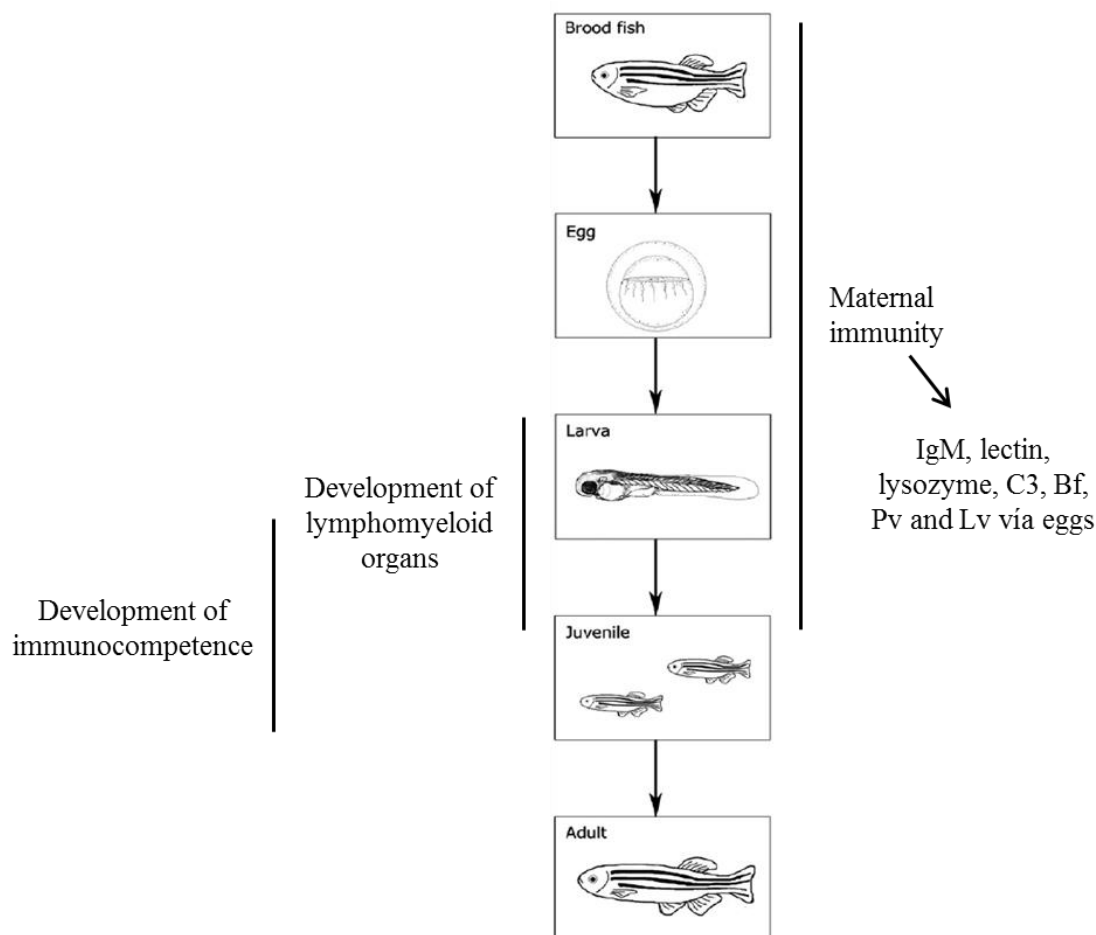 Brood fish
Egg
Maternal
immunity
IgM, lectin,
lysozyme, C3, Bf,
Pv and Lv vía eggs
Larva
Development of
lymphomyeloid
organs
Development of
immunocompetence
Juvenile
Adult